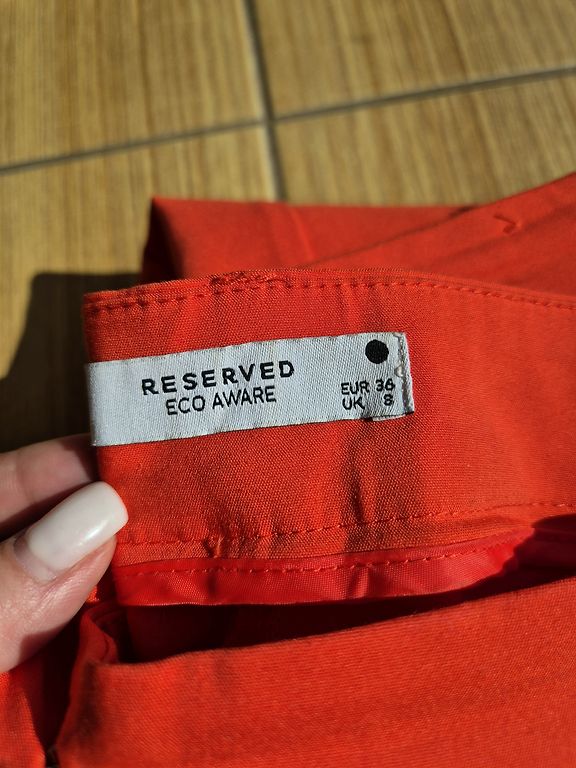 RESERVED
ECO AWARE
EUR 36
UK 8